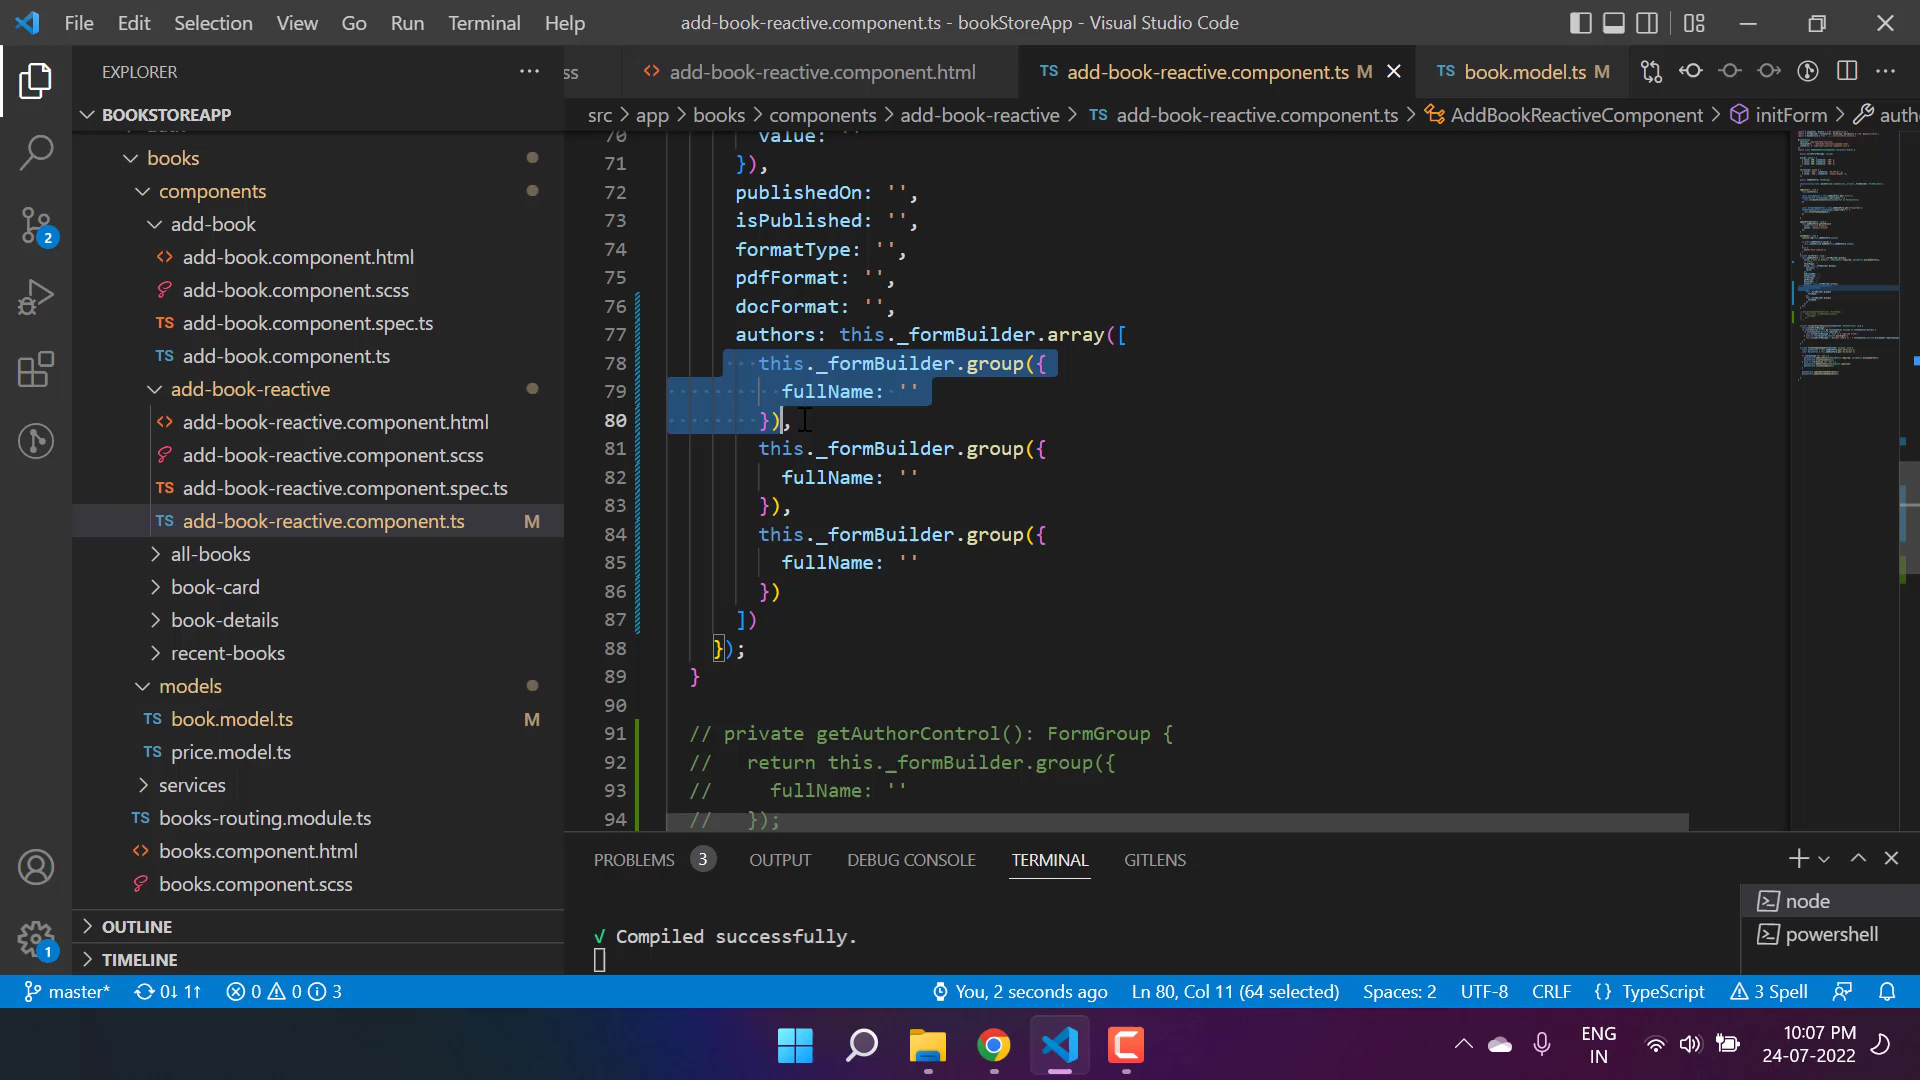 File Edit Selection View Go Run Terminal Help
add-book-reactive.component.ts - bookStoreApp - Visual Studio Code
EXPLORER
BOOKSTOREAPP
books
components
add-book
add-book.component.html
add-book.component.scss
add-book.component.spec.ts
add-book.component.ts
add-book-reactive
add-book-reactive.component.html
add-book-reactive.component.scss
add-book-reactive.component.spec.ts
add-book-reactive.component.ts M
all-books
book-card
book-details
recent-books
models
book.model.ts M
price.model.ts
services
books-routing.module.ts
books.component.html
books.component.scss
OUTLINE
TIMELINE
2
1
ss
add-book-reactive.component.html
TS add-book-reactive.component.ts M
TS book.model.ts M
src > app > books > components > add-book-reactive > TS add-book-reactive.component.ts > AddBookReactiveComponent > initForm > autho
70 value: ''
71 }),
72 publishedOn: '',
73 isPublished: '',
74 formatType: '',
75 pdfFormat: '',
76 docFormat: '',
77 authors: this._formBuilder.array([
78 this._formBuilder.group({
79 fullName: ''
80 }),
81 this._formBuilder.group({
82 fullName: ''
83 }),
84 this._formBuilder.group({
85 fullName: ''
86 })
87 ])
88 });
89 }
90
91 // private getAuthorControl(): FormGroup {
92 // return this._formBuilder.group({
93 // fullName: ''
94 // });
PROBLEMS 3 OUTPUT DEBUG CONSOLE TERMINAL GITLENS
√ Compiled successfully.
node
powershell
master* 0↓ 1↑ 0 0 3
You, 2 seconds ago Ln 80, Col 11 (64 selected) Spaces: 2 UTF-8 CRLF {} TypeScript 3 Spell
ENG
IN
10:07 PM
24-07-2022